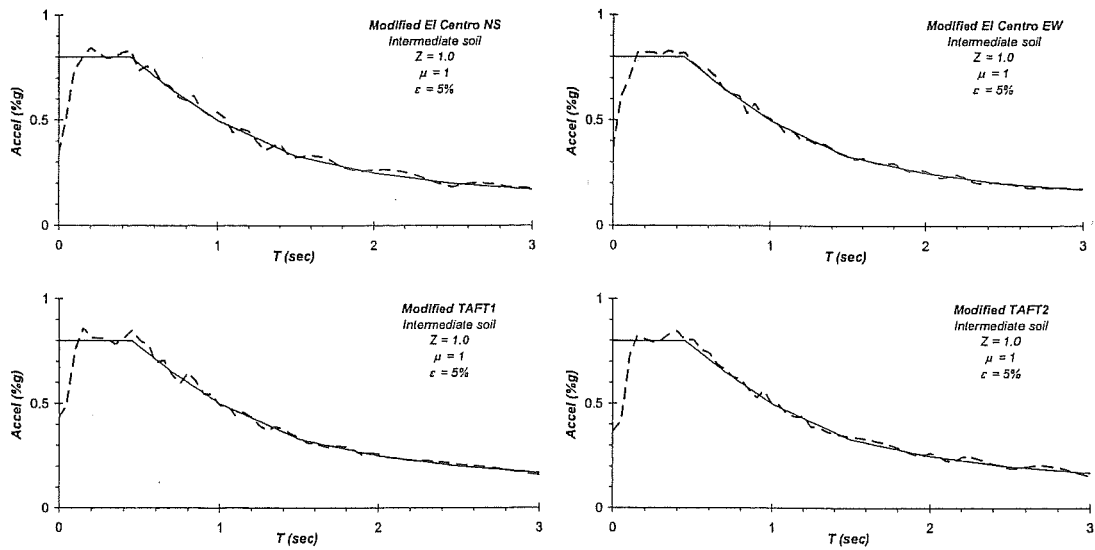 Modified El Centro NS
Intermediate soil
Z = 1.0
μ = 1
ε = 5%
Accel (%g)
1
0.5
0
0
1
2
3
T (sec)
Modified El Centro EW
Intermediate soil
Z = 1.0
μ = 1
ε = 5%
Accel (%g)
1
0.5
0
0
1
2
3
T (sec)
Modified TAFT1
Intermediate soil
Z = 1.0
μ = 1
ε = 5%
Accel (%g)
1
0.5
0
0
1
2
3
T (sec)
Modified TAFT2
Intermediate soil
Z = 1.0
μ = 1
ε = 5%
Accel (%g)
1
0.5
0
0
1
2
3
T (sec)